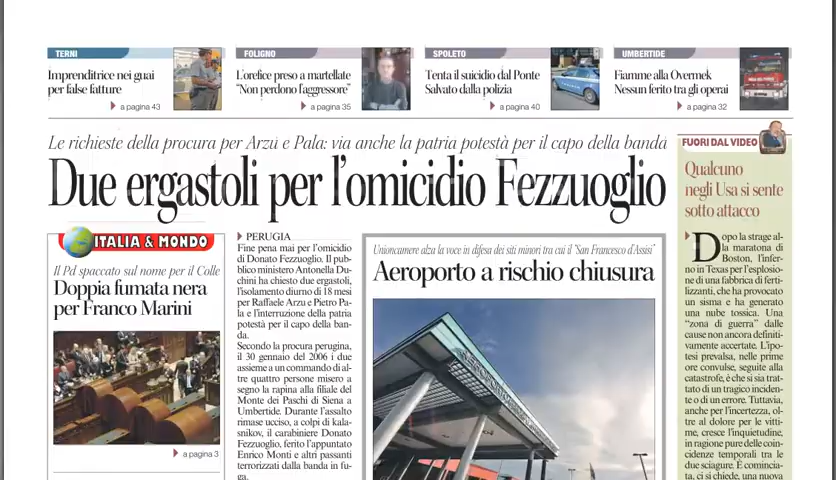 TERNI
Imprenditrice nei guai
per false fatture
a pagina 43
FOLIGNO
L'orefice preso a martellate
"Non perdono l'aggressore"
a pagina 35
SPOLETO
Tenta il suicidio dal Ponte
Salvato dalla polizia
a pagina 40
UMBERTIDE
Fiamme alla Overmek
Nessun ferito tra gli operai
a pagina 32
Le richieste della procura per Arzu e Pala: via anche la patria potestà per il capo della banda
Due ergastoli per l'omicidio Fezzuoglio
ITALIA & MONDO
Il Pd spaccato sul nome per il Colle
Doppia fumata nera
per Franco Marini
a pagina 3
PERUGIA
Fine pena mai per l'omicidio
di Donato Fezzuoglio. Il pub-
blico ministero Antonella Du-
chini ha chiesto due ergastoli,
l'isolamento diurno di 18 mesi
per Raffaele Arzu e Pietro Pa-
la e l'interruzione della patria
potestà per il capo della ban-
da.
Secondo la procura perugina,
il 30 gennaio del 2006 i due
assieme a un commando di al-
tre quattro persone misero a
segno la rapina alla filiale del
Monte dei Paschi di Siena a
Umbertide. Durante l'assalto
rimase ucciso, a colpi di kala-
snikov, il carabiniere Donato
Fezzuoglio, ferito l'appuntato
Enrico Monti e altri passanti
terrorizzati dalla banda in fu-
ga.
Unioncamere alza la voce in difesa dei siti minori tra cui il "San Francesco d'Assisi"
Aeroporto a rischio chiusura
FUORI DAL VIDEO
Qualcuno
negli Usa si sente
sotto attacco
Dopo la strage al-
la maratona di
Boston, l'infer-
no in Texas per l'esplosio-
ne di una fabbrica di ferti-
lizzanti, che ha provocato
un sisma e ha generato
una nube tossica. Una
"zona di guerra" dalle
cause non ancora definiti-
vamente accertate. L'ipo-
tesi prevalsa, nelle prime
ore convulse, seguite alla
catastrofe, è che si sia trat-
tato di un tragico inciden-
te o di un errore. Tuttavia,
anche per l'incertezza, ol-
tre al dolore per le vitti-
me, cresce l'inquietudine,
in ragione pure delle coin-
cidenze temporali tra le
due sciagure. E comincia-
ta, ci si chiede, una nuova